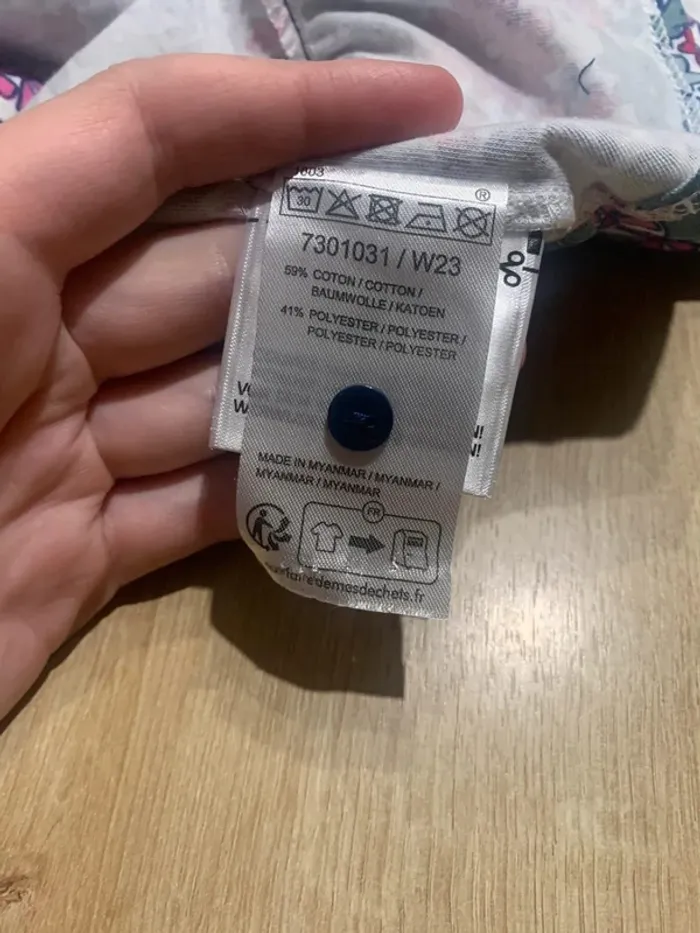 30
®
7301031 / W23
59% COTON / COTTON /
BAUMWOLLE / KATOEN
41% POLYESTER / POLYESTER /
POLYESTER / POLYESTER
MADE IN MYANMAR / MYANMAR /
MYANMAR / MYANMAR
FR